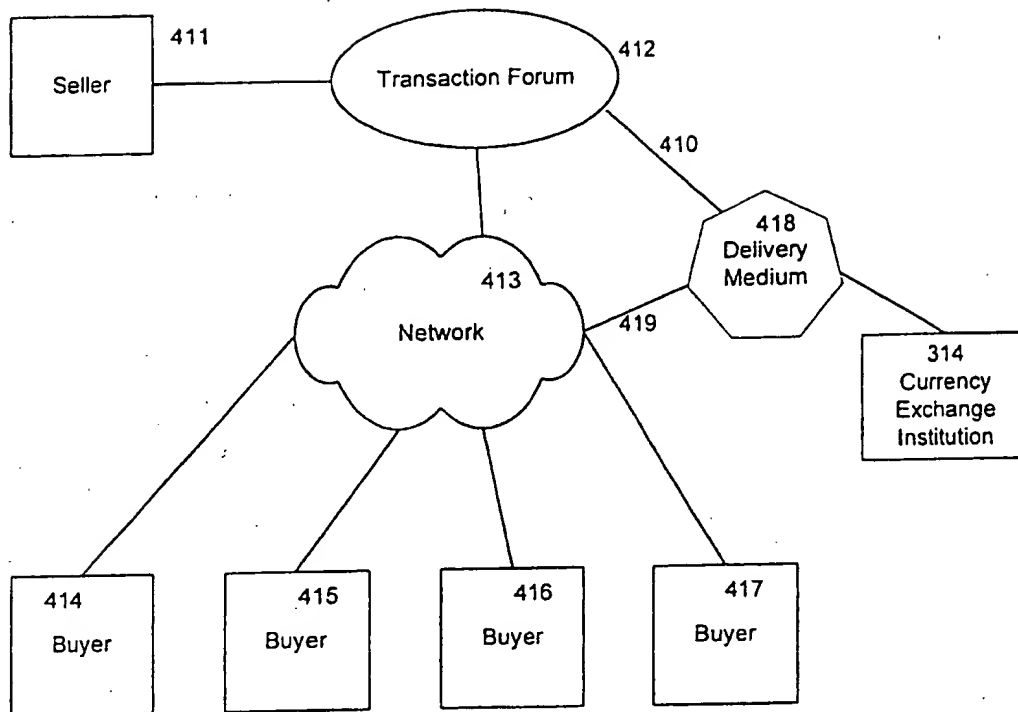 411
412
Seller
Transaction Forum
410
418
Delivery
Medium
413
Network
419
314
Currency
Exchange
Institution
414
Buyer
415
Buyer
416
Buyer
417
Buyer